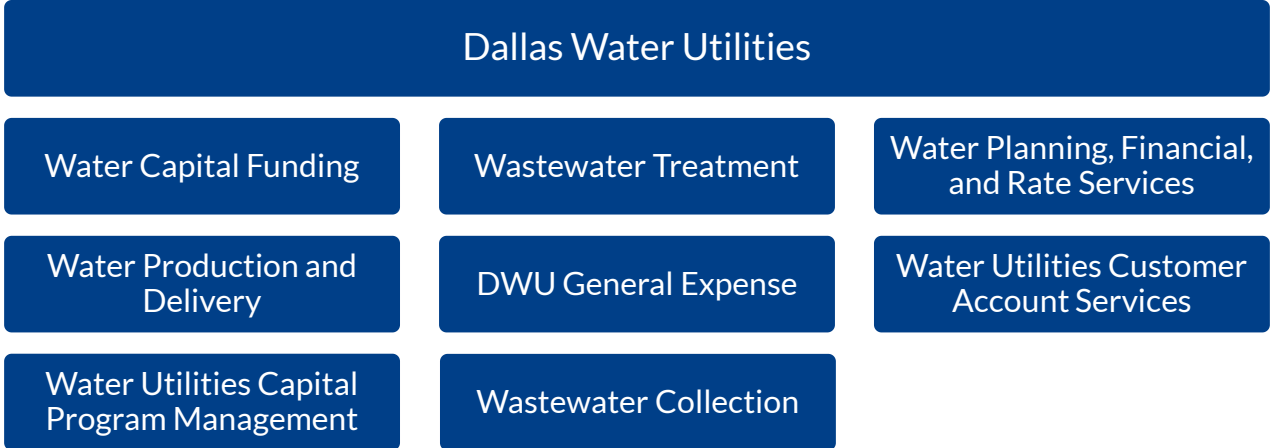 Dallas Water Utilities
Water Capital Funding
Wastewater Treatment
Water Planning, Financial,
and Rate Services
Water Production and
Delivery
DWU General Expense
Water Utilities Customer
Account Services
Water Utilities Capital
Program Management
Wastewater Collection